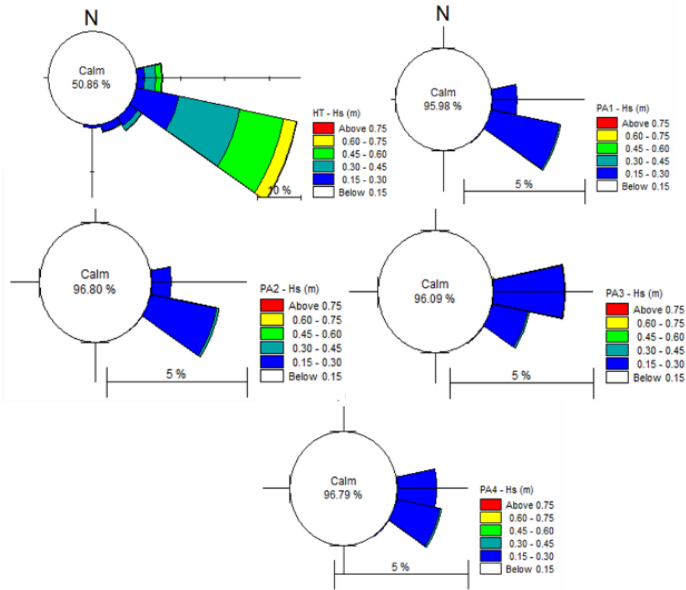 N
Calm
50.86 %
10 %
HT - Hs (m)
Above 0.75
0.60 - 0.75
0.45 - 0.60
0.30 - 0.45
0.15 - 0.30
Below 0.15
N
Calm
95.98 %
5 %
PA1 - Hs (m)
Above 0.75
0.60 - 0.75
0.45 - 0.60
0.30 - 0.45
0.15 - 0.30
Below 0.15
Calm
96.80 %
5 %
PA2 - Hs (m)
Above 0.75
0.60 - 0.75
0.45 - 0.60
0.30 - 0.45
0.15 - 0.30
Below 0.15
Calm
96.09 %
5 %
PA3 - Hs (m)
Above 0.75
0.60 - 0.75
0.45 - 0.60
0.30 - 0.45
0.15 - 0.30
Below 0.15
Calm
96.79 %
5 %
PA4 - Hs (m)
Above 0.75
0.60 - 0.75
0.45 - 0.60
0.30 - 0.45
0.15 - 0.30
Below 0.15